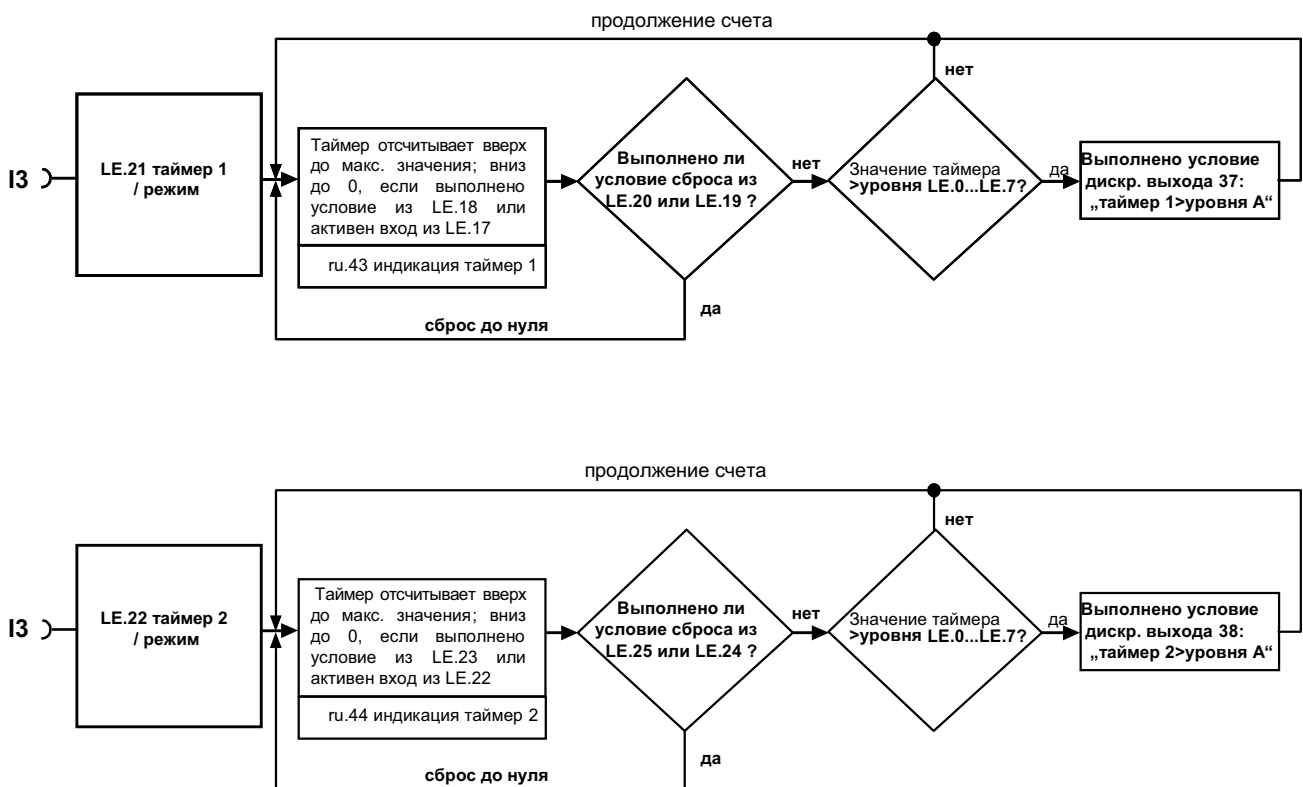 продолжение счета
нет
I3
LE.21 таймер 1
/ режим
Таймер отсчитывает вверх
до макс. значения; вниз
до 0, если выполнено
условие из LE.18 или
активен вход из LE.17
ru.43 индикация таймер 1
Выполнено ли
условие сброса из
LE.20 или LE.19 ?
нет
Значение таймера
>уровня LE.0...LE.7?
да
Выполнено условие
дискр. выхода 37:
„таймер 1>уровня А“
да
сброс до нуля
продолжение счета
нет
I3
LE.22 таймер 2
/ режим
Таймер отсчитывает вверх
до макс. значения; вниз
до 0, если выполнено
условие из LE.23 или
активен вход из LE.22
ru.44 индикация таймер 2
Выполнено ли
условие сброса из
LE.25 или LE.24 ?
нет
Значение таймера
>уровня LE.0...LE.7?
да
Выполнено условие
дискр. выхода 38:
„таймер 2>уровня А“
да
сброс до нуля